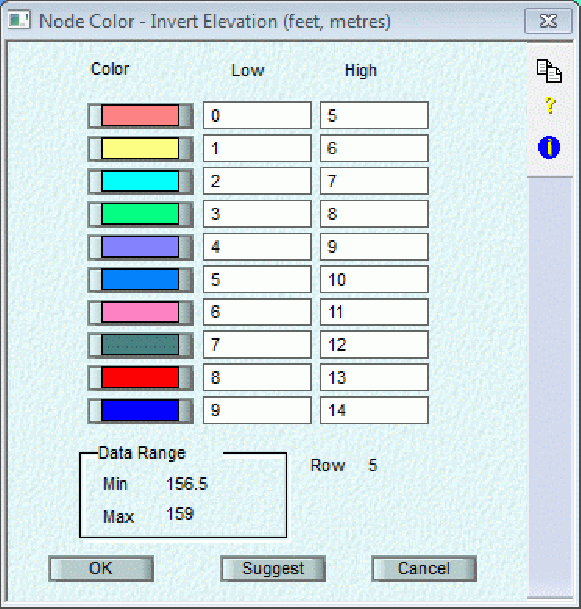 Node Color - Invert Elevation (feet, metres)
Color Low High
0 5
1 6
2 7
3 8
4 9
5 10
6 11
7 12
8 13
9 14
Data Range
Row 5
Min 156.5
Max 159
OK Suggest Cancel